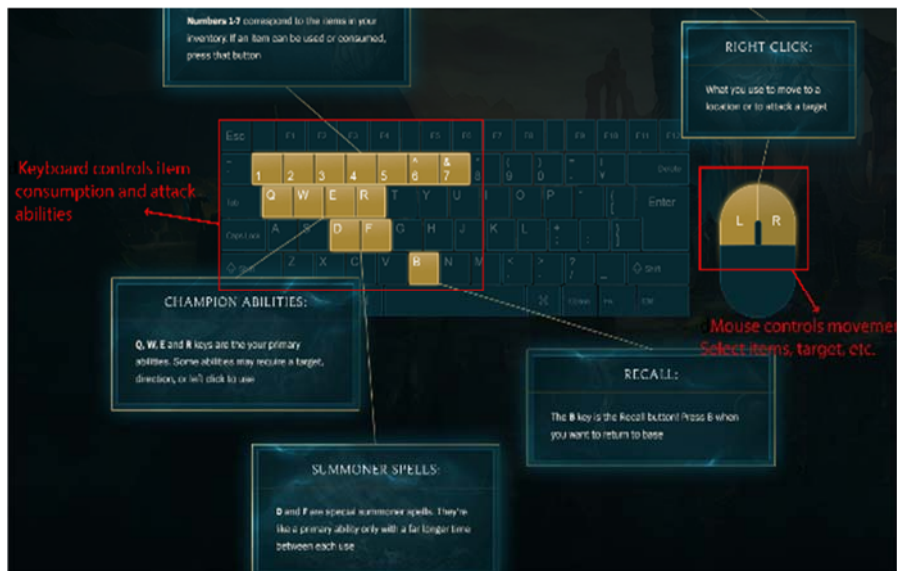 Numbers 1-7 correspond to the items in your
inventory. If an item can be used or consumed,
press that button
RIGHT CLICK:
What you use to move to a
location or to attack a target
Keyboard controls item
consumption and attack
abilities
Esc F1 F2 F3 F4 F5 F6 F7 F8 F9 F10 F11 F12
1 2 3 4 5 ^ 6 & 7 * 8 ( 9 ) 0 Delete
Tab Q W E R T Y U I O P Enter
Caps Lock A S D F G H J K L
Shift Z X C V B N M < > ? Shift
L R
Mouse controls movemen
Select items, target, etc.
CHAMPION ABILITIES:
Q, W, E and R keys are the your primary
abilities. Some abilities may require a target,
direction, or left click to use
RECALL:
The B key is the Recall button! Press B when
you want to return to base
SUMMONER SPELLS:
D and F are special summoner spells. They're
like a primary ability only with a far longer time
between each use